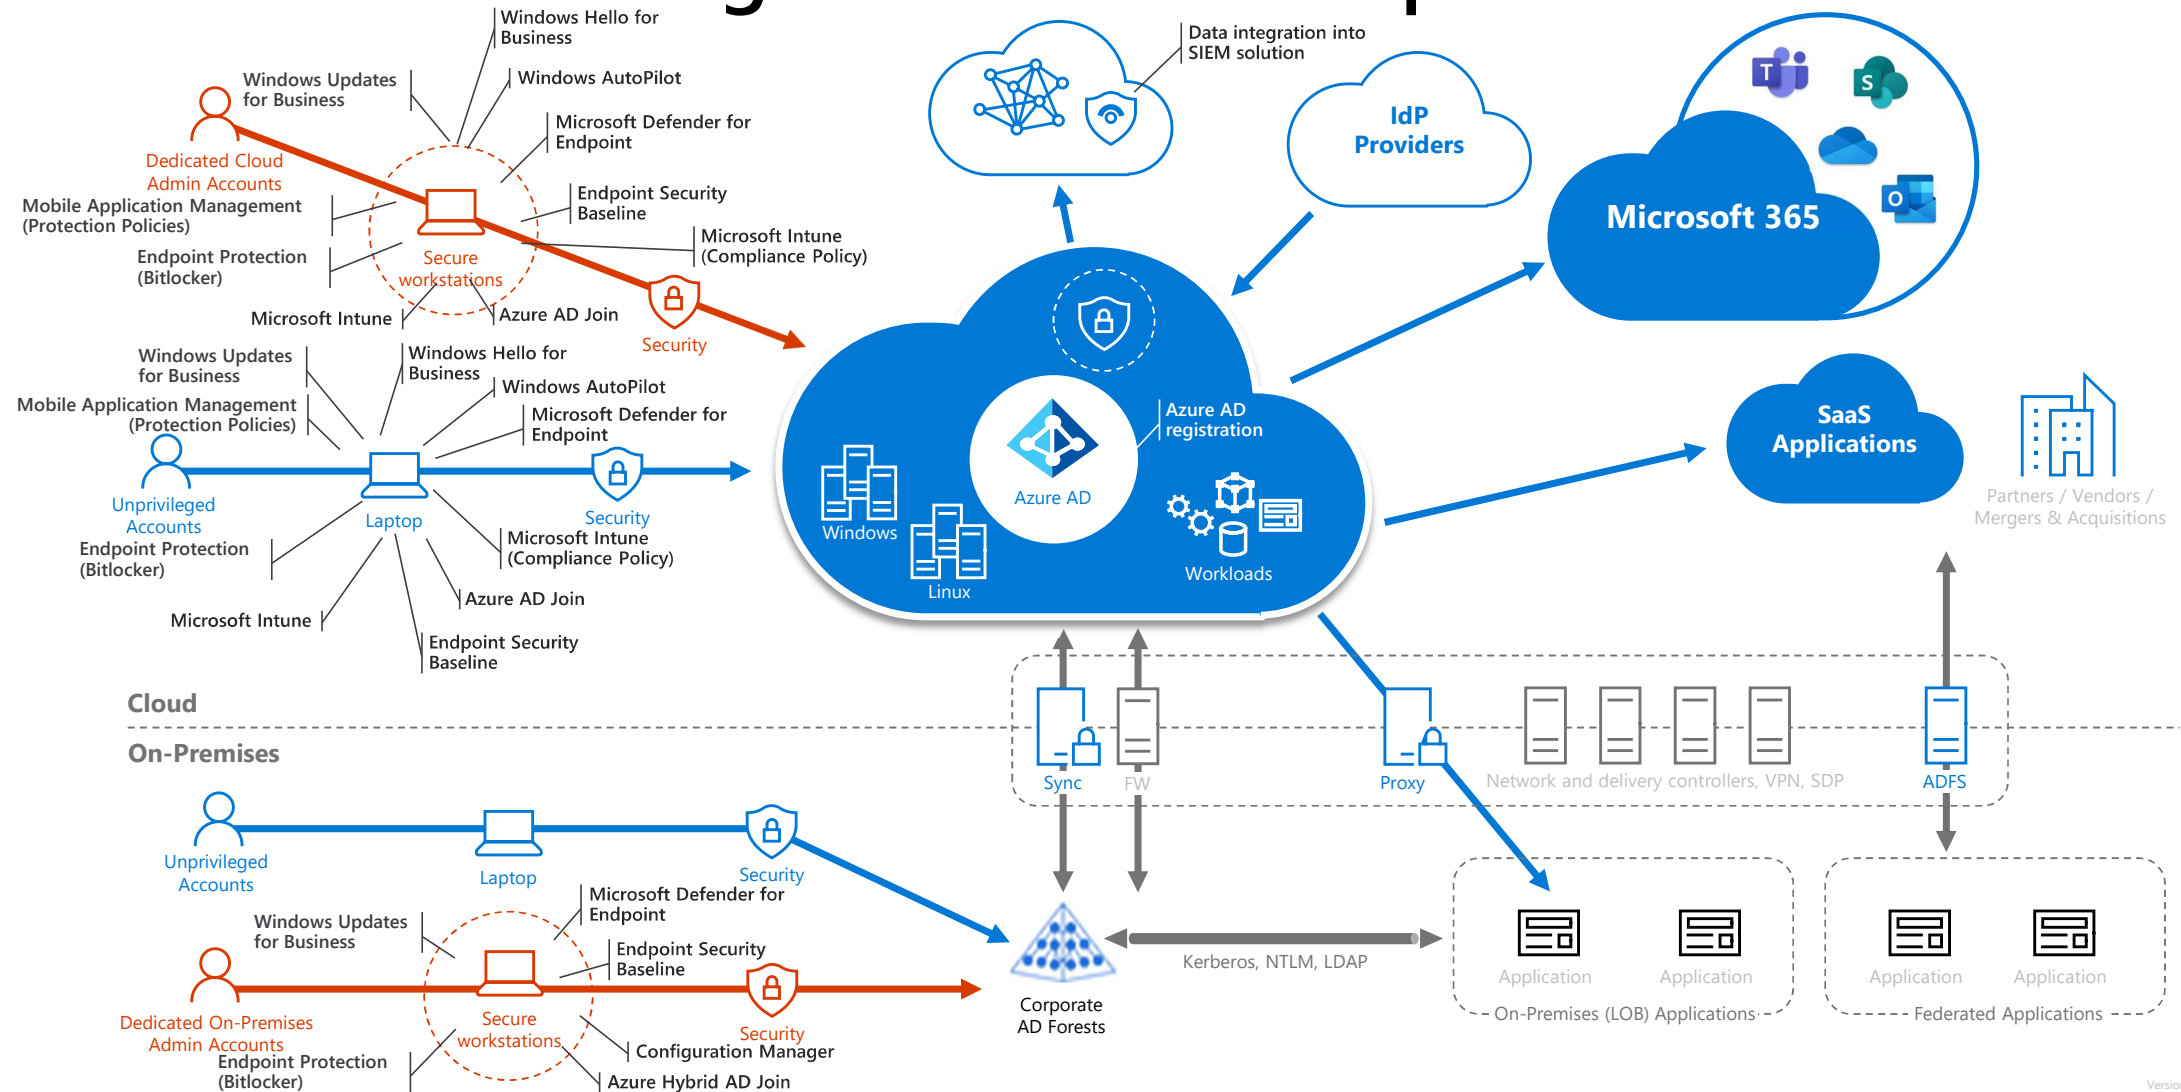 Windows Hello for
Business
Windows Updates
for Business
Windows AutoPilot
Microsoft Defender for
Endpoint
Dedicated Cloud
Admin Accounts
Mobile Application Management
(Protection Policies)
Endpoint Security
Baseline
Microsoft Intune
(Compliance Policy)
Endpoint Protection
(Bitlocker)
Secure
workstations
Microsoft Intune
Azure AD Join
Security
Data integration into
SIEM solution
IdP
Providers
T
S
O
Microsoft 365
Windows Updates
for Business
Windows Hello for
Business
Windows AutoPilot
Mobile Application Management
(Protection Policies)
Microsoft Defender for
Endpoint
Unprivileged
Accounts
Laptop
Security
Endpoint Protection
(Bitlocker)
Microsoft Intune
(Compliance Policy)
Azure AD Join
Microsoft Intune
Endpoint Security
Baseline
Azure AD
registration
Azure AD
Windows
Linux
Workloads
SaaS
Applications
Partners / Vendors /
Mergers & Acquisitions
Cloud
On-Premises
Sync
FW
Proxy
Network and delivery controllers, VPN, SDP
ADFS
Unprivileged
Accounts
Laptop
Security
Microsoft Defender for
Endpoint
Windows Updates
for Business
Endpoint Security
Baseline
Dedicated On-Premises
Admin Accounts
Secure
workstations
Security
Endpoint Protection
(Bitlocker)
Configuration Manager
Azure Hybrid AD Join
Corporate
AD Forests
Kerberos, NTLM, LDAP
Application
Application
On-Premises (LOB) Applications
Application
Application
Federated Applications